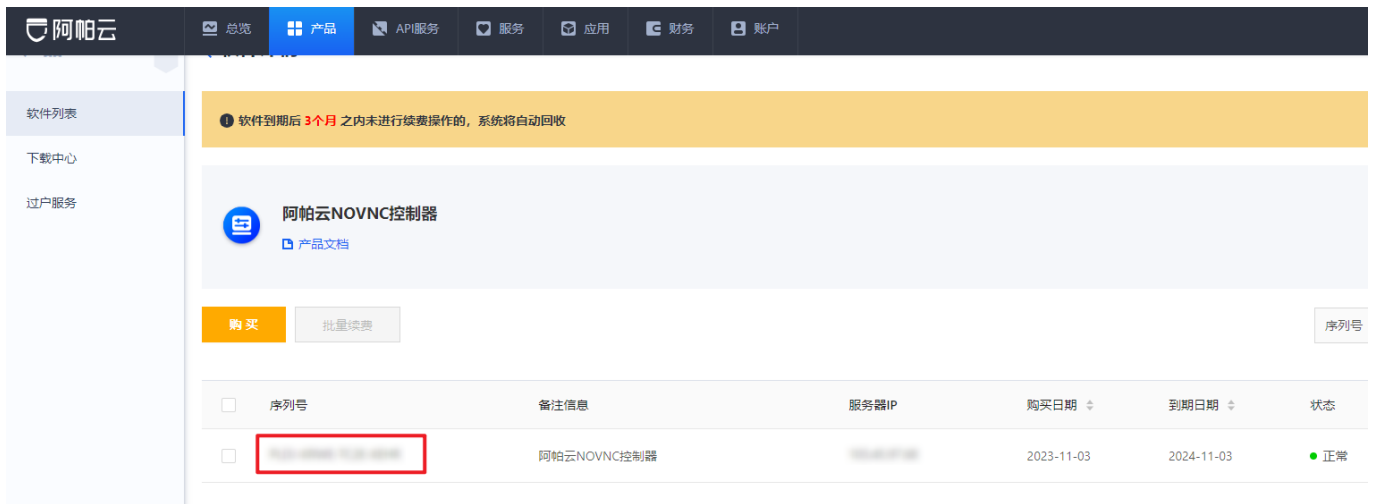 阿帕云 总览 产品 API服务 服务 应用 财务 账户
软件列表
下载中心
过户服务
软件到期后 3个月 之内未进行续费操作的，系统将自动回收
阿帕云NOVNC控制器
产品文档
购 买 批量续费 序列号
序列号 备注信息 服务器IP 购买日期 到期日期 状态
阿帕云NOVNC控制器 2023-11-03 2024-11-03 正常